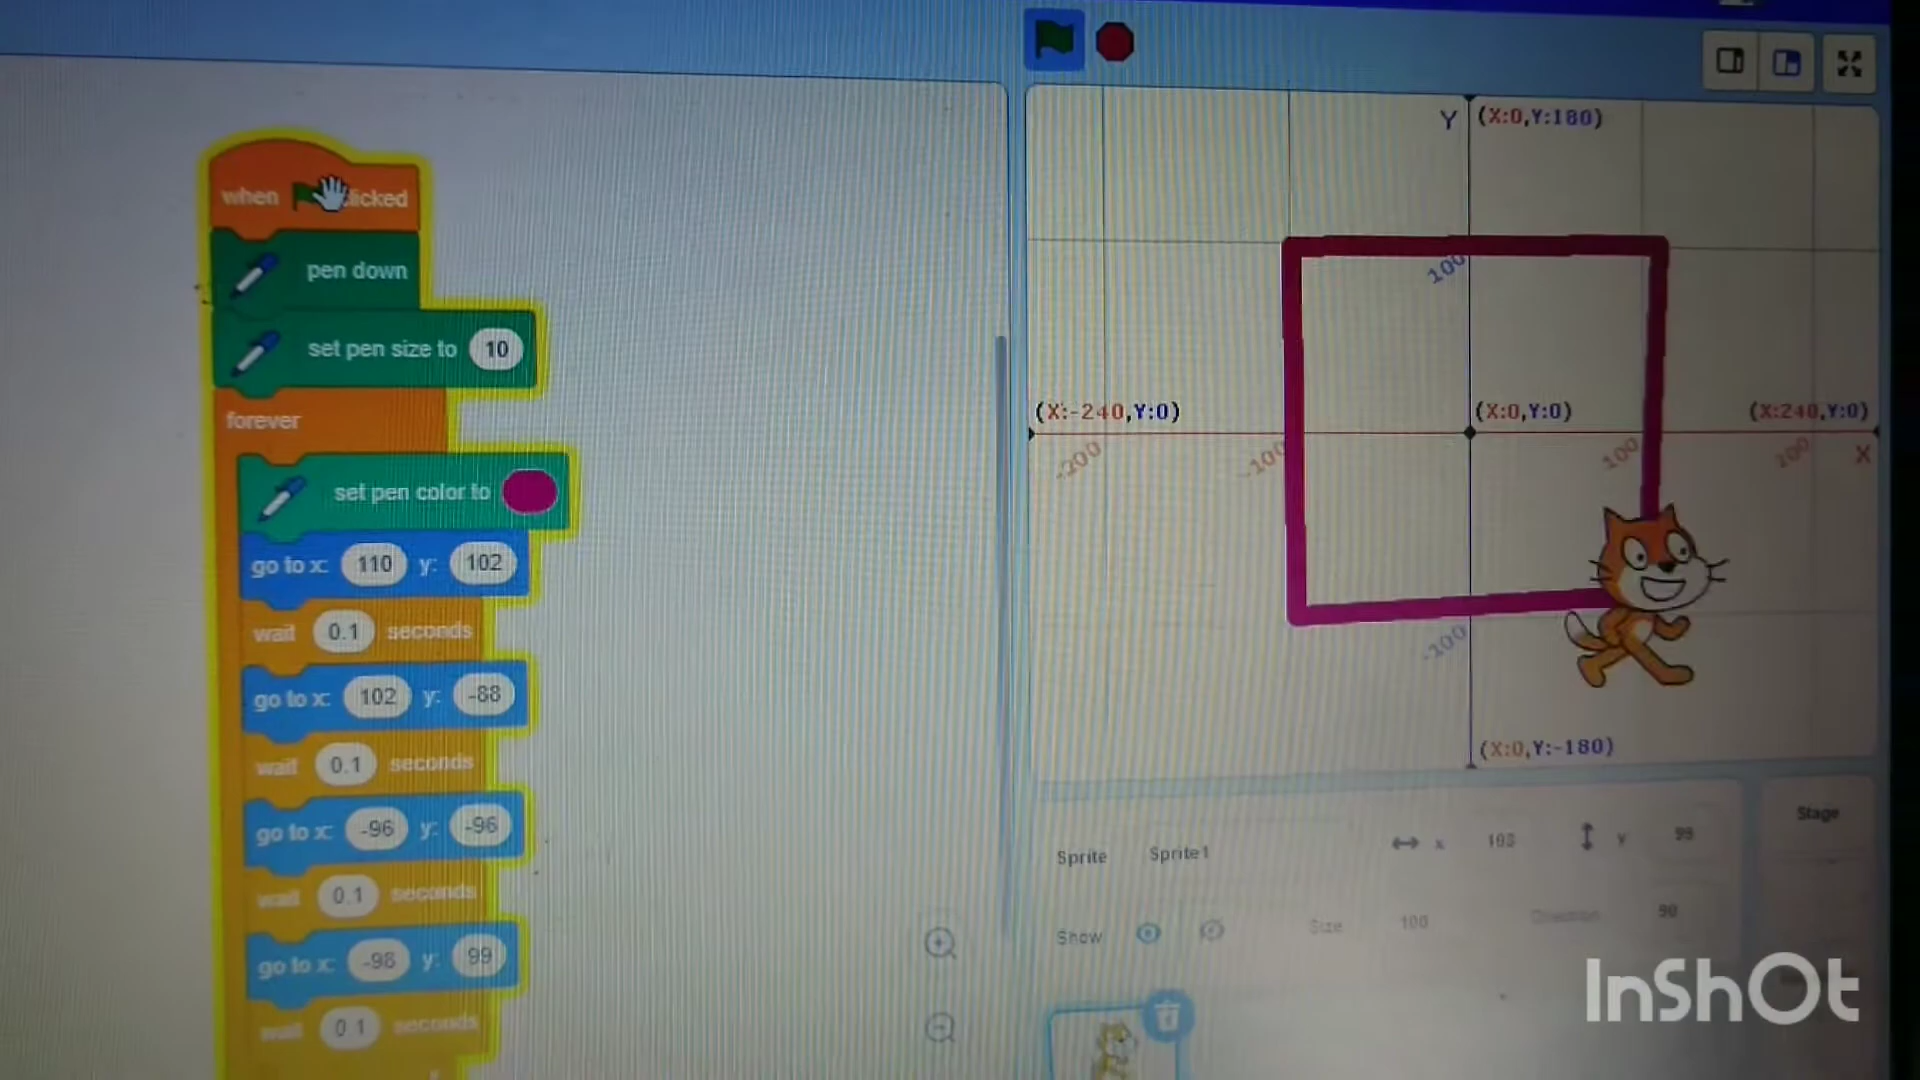 when clicked
pen down
set pen size to 10
forever
set pen color to
go to x: 110 y: 102
wait 0.1 seconds
go to x: 102 y: -88
wait 0.1 seconds
go to x: -96 y: -96
wait 0.1 seconds
go to x: -98 y: 99
wait 0.1 seconds
Y (X:0,Y:180)
100
(X:-240,Y:0) (X:0,Y:0) (X:240,Y:0)
-200 -100 100 X
-100
(X:0,Y:-180)
Sprite Sprite1 x y 99
Show Size 100 Direction 90
Stage
InShOt